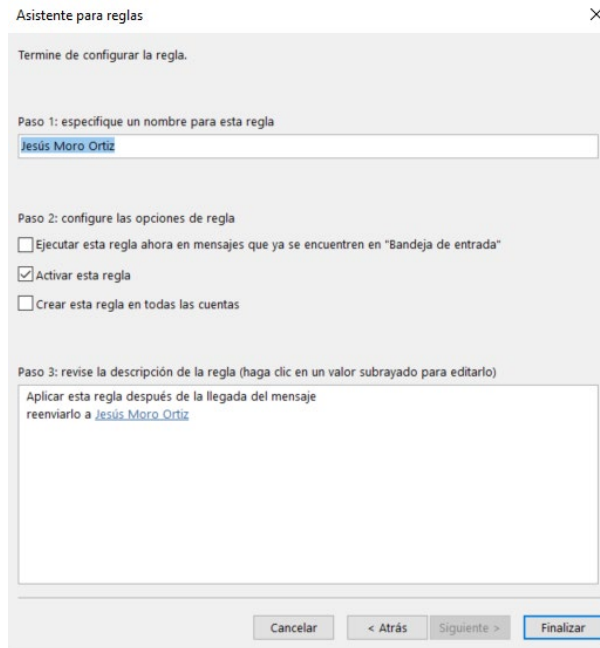 Asistente para reglas
Termine de configurar la regla.
Paso 1: especifique un nombre para esta regla
Jesús Moro Ortiz
Paso 2: configure las opciones de regla
Ejecutar esta regla ahora en mensajes que ya se encuentren en "Bandeja de entrada"
Activar esta regla
Crear esta regla en todas las cuentas
Paso 3: revise la descripción de la regla (haga clic en un valor subrayado para editarlo)
Aplicar esta regla después de la llegada del mensaje
reenviarlo a Jesús Moro Ortiz
Cancelar < Atrás Siguiente > Finalizar